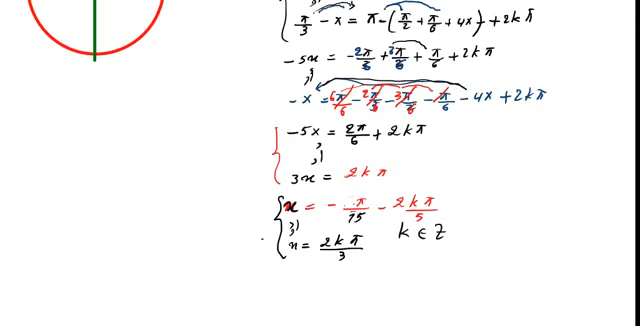 π/3 - x = π - (π/2 + π/6 + 4x) + 2kπ
-5x = -2π/6 + 3π/6 + π/6 + 2kπ
-x = 6π/6 - 2π/6 - 3π/6 - π/6 - 4x + 2kπ
-5x = 2π/6 + 2kπ
3x = 2kπ
x = - π/15 - 2kπ/5
x = 2kπ/3 k ∈ Z